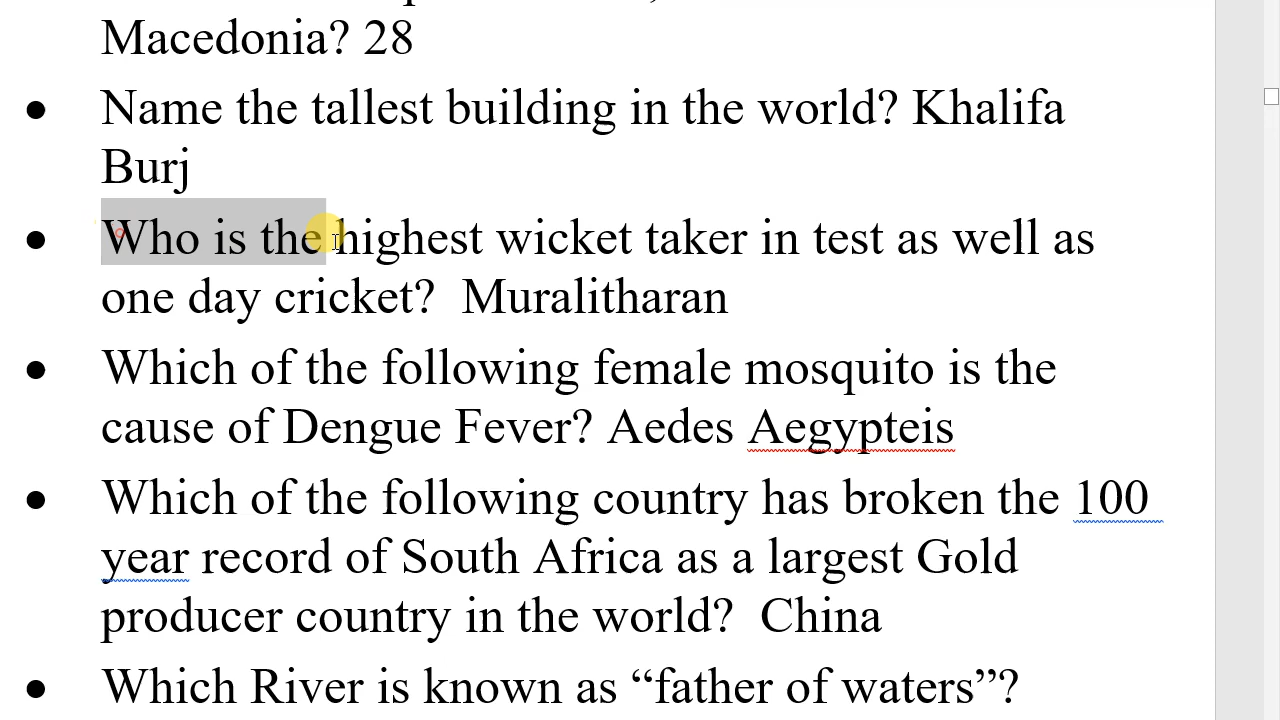 Macedonia? 28
● Name the tallest building in the world? Khalifa
Burj
● Who is the highest wicket taker in test as well as
one day cricket?  Muralitharan
● Which of the following female mosquito is the
cause of Dengue Fever? Aedes Aegypteis
● Which of the following country has broken the 100
year record of South Africa as a largest Gold
producer country in the world?  China
● Which River is known as “father of waters”?